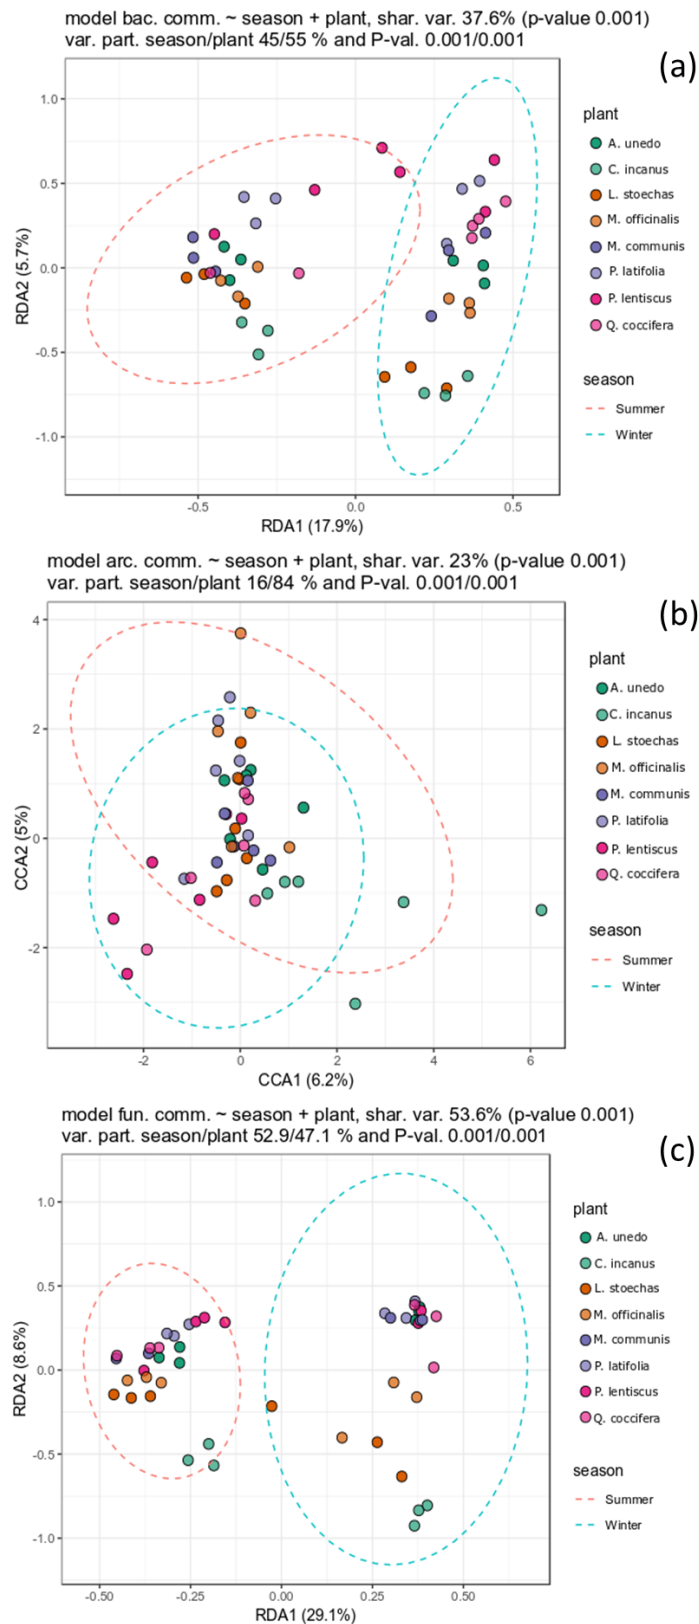 model bac. comm. ~ season + plant, shar. var. 37.6% (p-value 0.001)
var. part. season/plant 45/55 % and P-val. 0.001/0.001
(a)
1.0
0.5
0.0
-0.5
-1.0
RDA2 (5.7%)
-0.5
0.0
0.5
RDA1 (17.9%)
plant
A. unedo
C. incanus
L. stoechas
M. officinalis
M. communis
P. latifolia
P. lentiscus
Q. coccifera
season
Summer
Winter
model arc. comm. ~ season + plant, shar. var. 23% (p-value 0.001)
var. part. season/plant 16/84 % and P-val. 0.001/0.001
(b)
4
2
0
-2
CCA2 (5%)
-2
0
2
4
6
CCA1 (6.2%)
plant
A. unedo
C. incanus
L. stoechas
M. officinalis
M. communis
P. latifolia
P. lentiscus
Q. coccifera
season
Summer
Winter
model fun. comm. ~ season + plant, shar. var. 53.6% (p-value 0.001)
var. part. season/plant 52.9/47.1 % and P-val. 0.001/0.001
(c)
1.0
0.5
0.0
-0.5
-1.0
RDA2 (8.6%)
-0.50
-0.25
0.00
0.25
0.50
RDA1 (29.1%)
plant
A. unedo
C. incanus
L. stoechas
M. officinalis
M. communis
P. latifolia
P. lentiscus
Q. coccifera
season
Summer
Winter